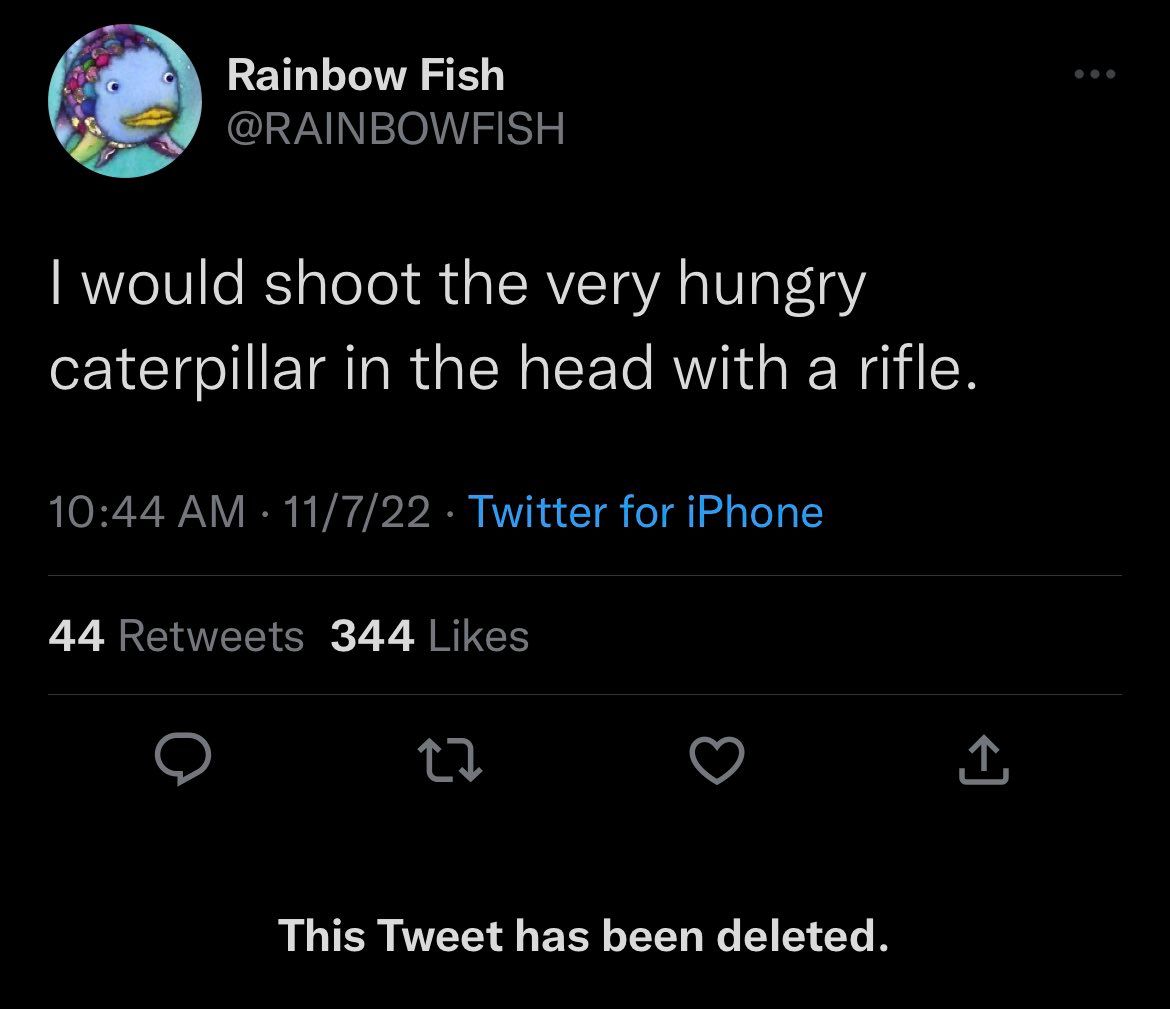 Rainbow Fish
@RAINBOWFISH
I would shoot the very hungry
caterpillar in the head with a rifle.
10:44 AM · 11/7/22 · Twitter for iPhone
44 Retweets 344 Likes
This Tweet has been deleted.